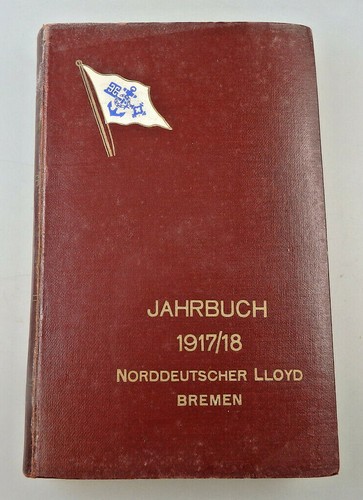 JAHRBUCH
1917/18
NORDDEUTSCHER LLOYD
BREMEN